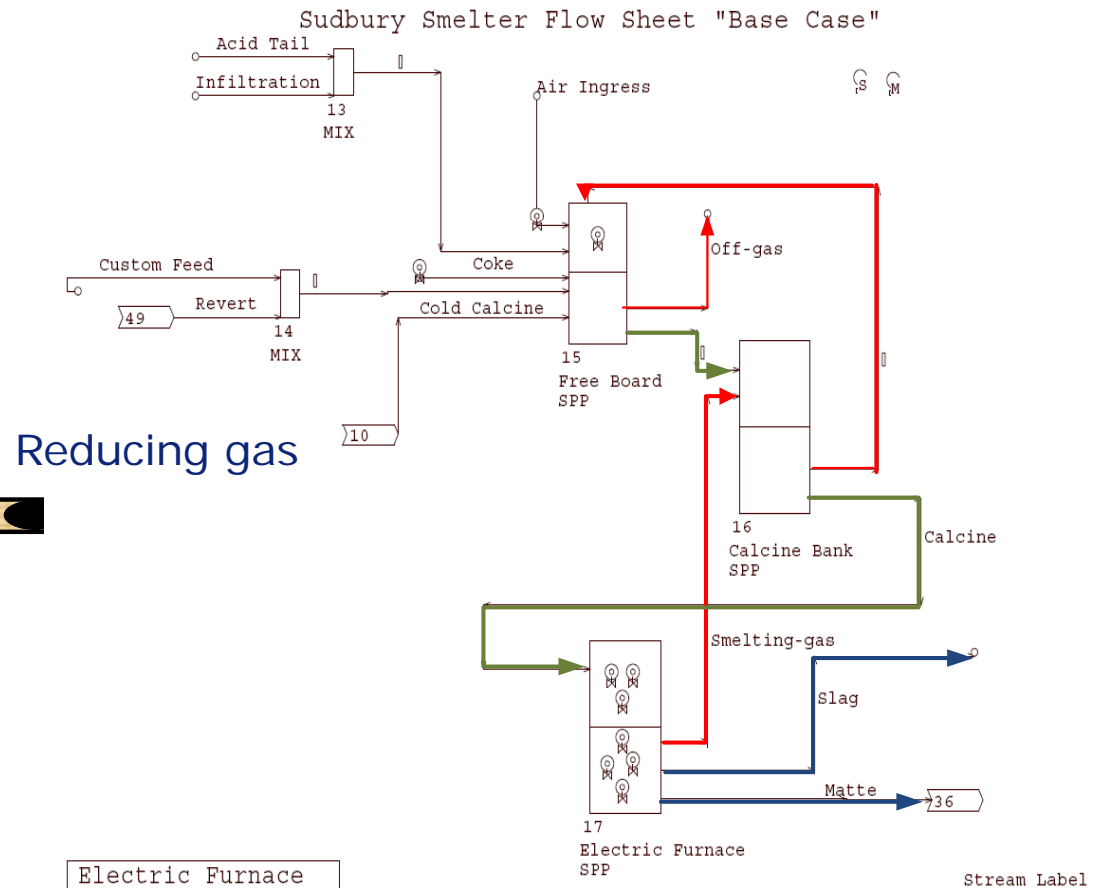 Sudbury Smelter Flow Sheet "Base Case"
Acid Tail
Infiltration
13
MIX
Air Ingress
S
M
Custom Feed
Revert
49
14
MIX
Coke
Cold Calcine
10
15
Free Board
SPP
Off-gas
Reducing gas
16
Calcine Bank
SPP
Calcine
Smelting-gas
Slag
Matte
36
17
Electric Furnace
SPP
Electric Furnace
Stream Label